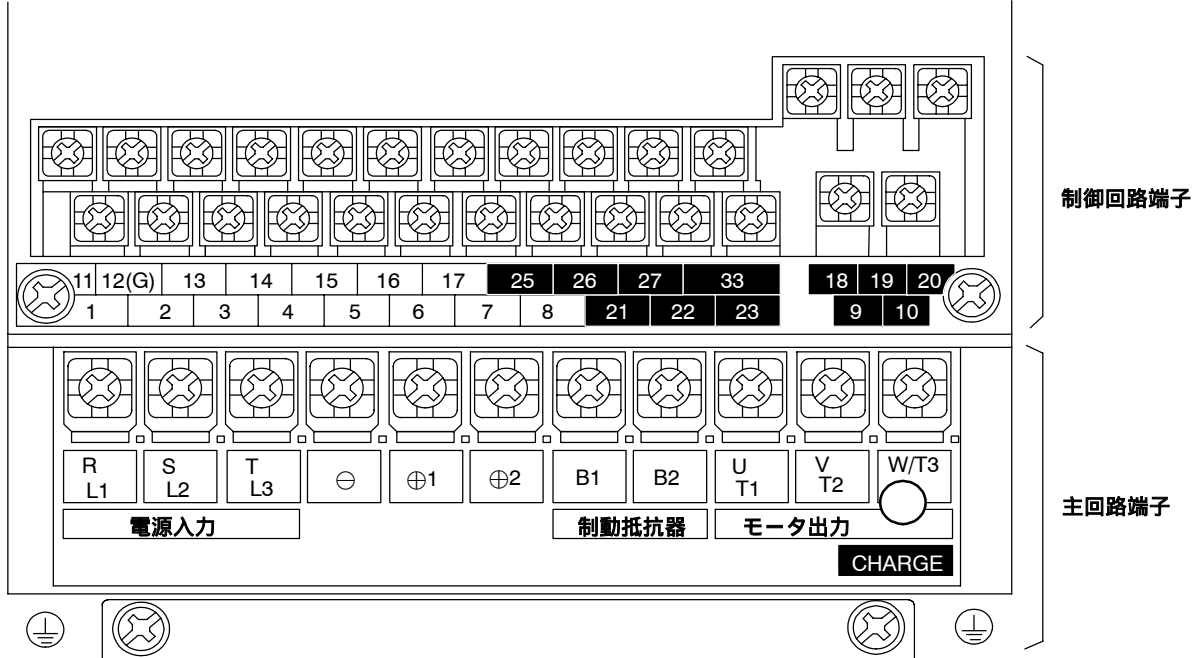 制御回路端子
11 12(G) 13 14 15 16 17 25 26 27 33 18 19 20
1 2 3 4 5 6 7 8 21 22 23 9 10
R S T U V W/T3
L1 L2 L3 ⊖ ⊕1 ⊕2 B1 B2 T1 T2
主回路端子
電源入力 制動抵抗器 モータ出力
CHARGE